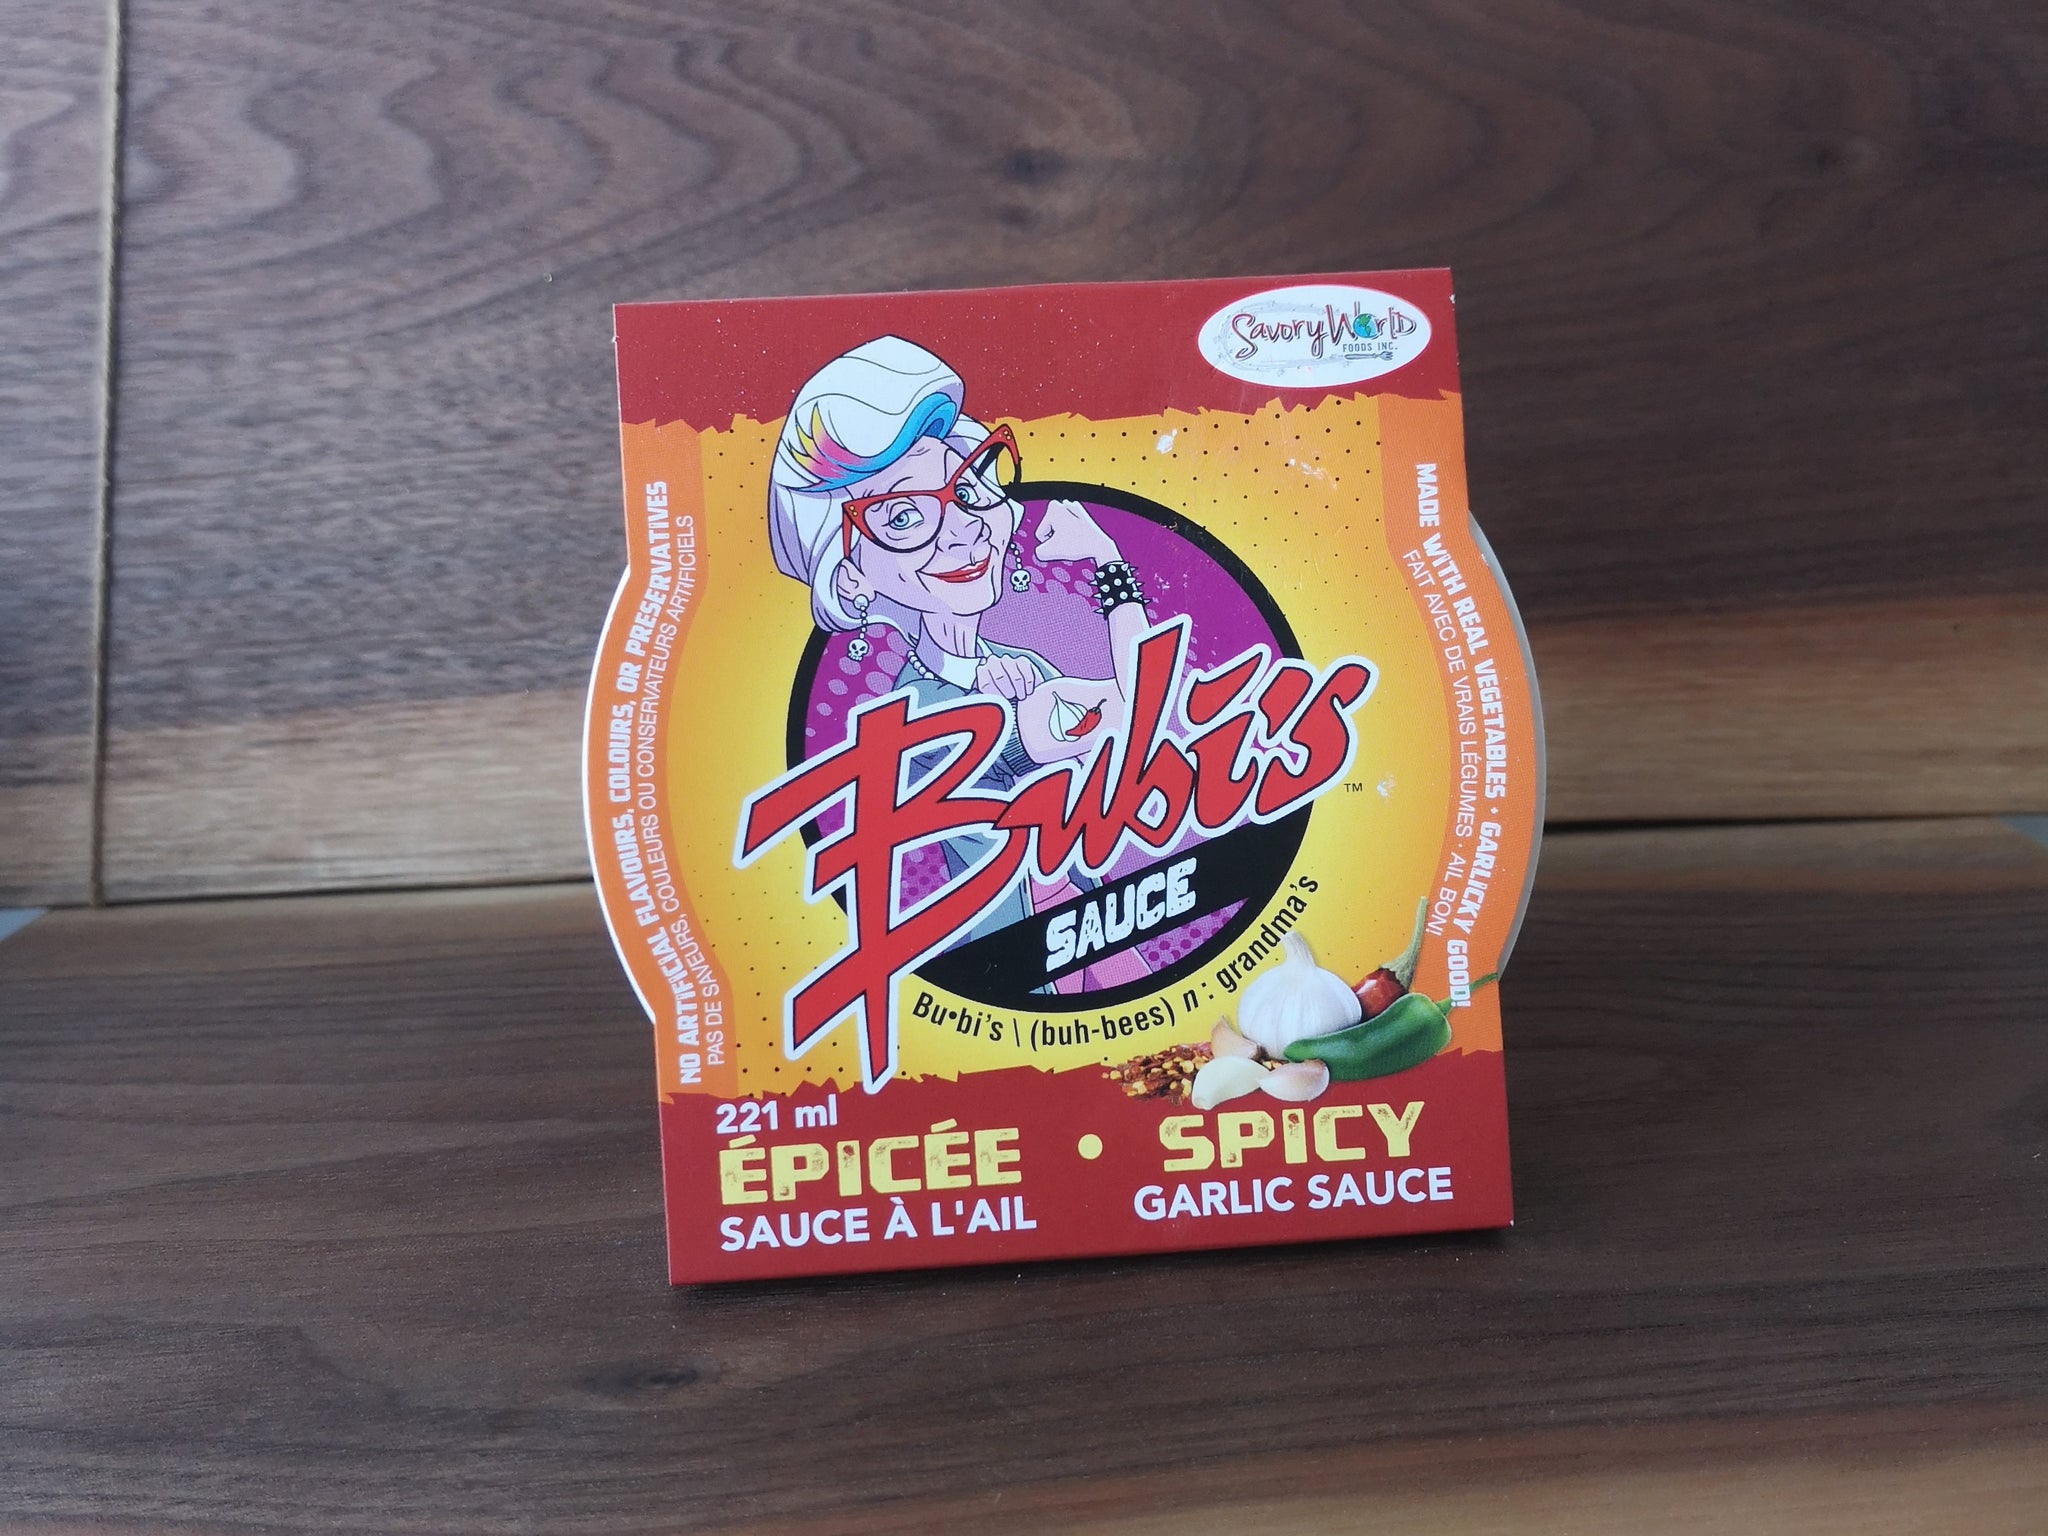 Savory World
FOODS INC.
NO ARTIFICIAL FLAVOURS, COLOURS, OR PRESERVATIVES
PAS DE SAVEURS, COULEURS OU CONSERVATEURS ARTIFICIELS
MADE WITH REAL VEGETABLES · GARLICKY GOOD!
FAIT AVEC DE VRAIS LÉGUMES · AIL BON!
Bubi's
TM
SAUCE
Bu•bi's \ (buh-bees) n : grandma's
221 ml
ÉPICÉE • SPICY
SAUCE À L'AIL GARLIC SAUCE